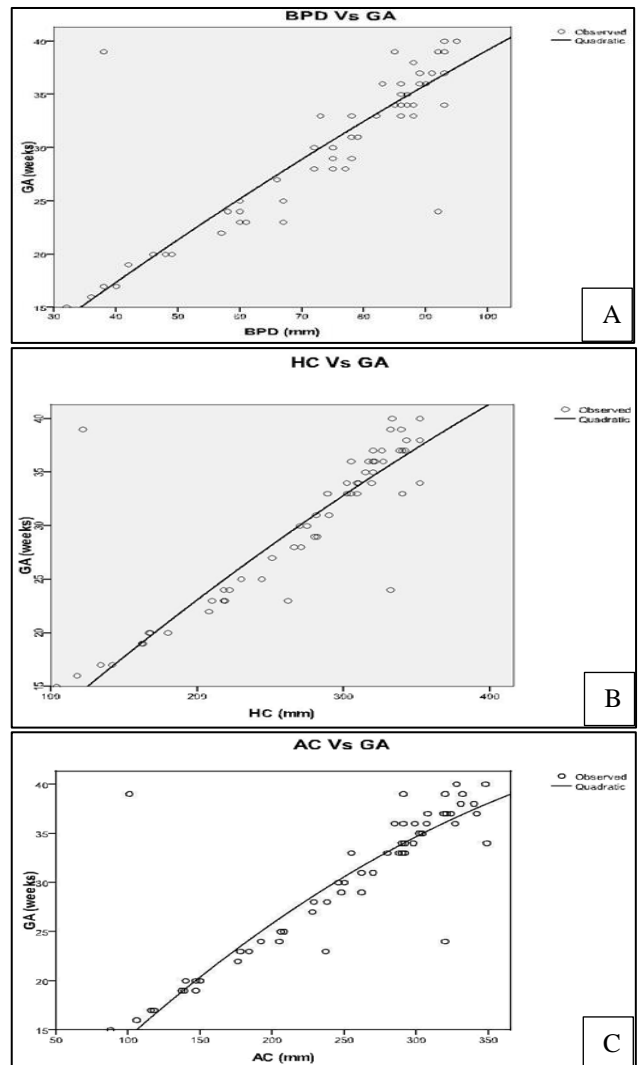 BPD Vs GA
Observed
Quadratic
GA (weeks)
40
35
30
25
20
15
30 40 50 60 70 80 90 100
BPD (mm)
A
HC Vs GA
Observed
Quadratic
GA (weeks)
40
35
30
25
20
15
100 200 300 400
HC (mm)
B
AC Vs GA
Observed
Quadratic
GA (weeks)
40
35
30
25
20
15
50 100 150 200 250 300 350
AC (mm)
C